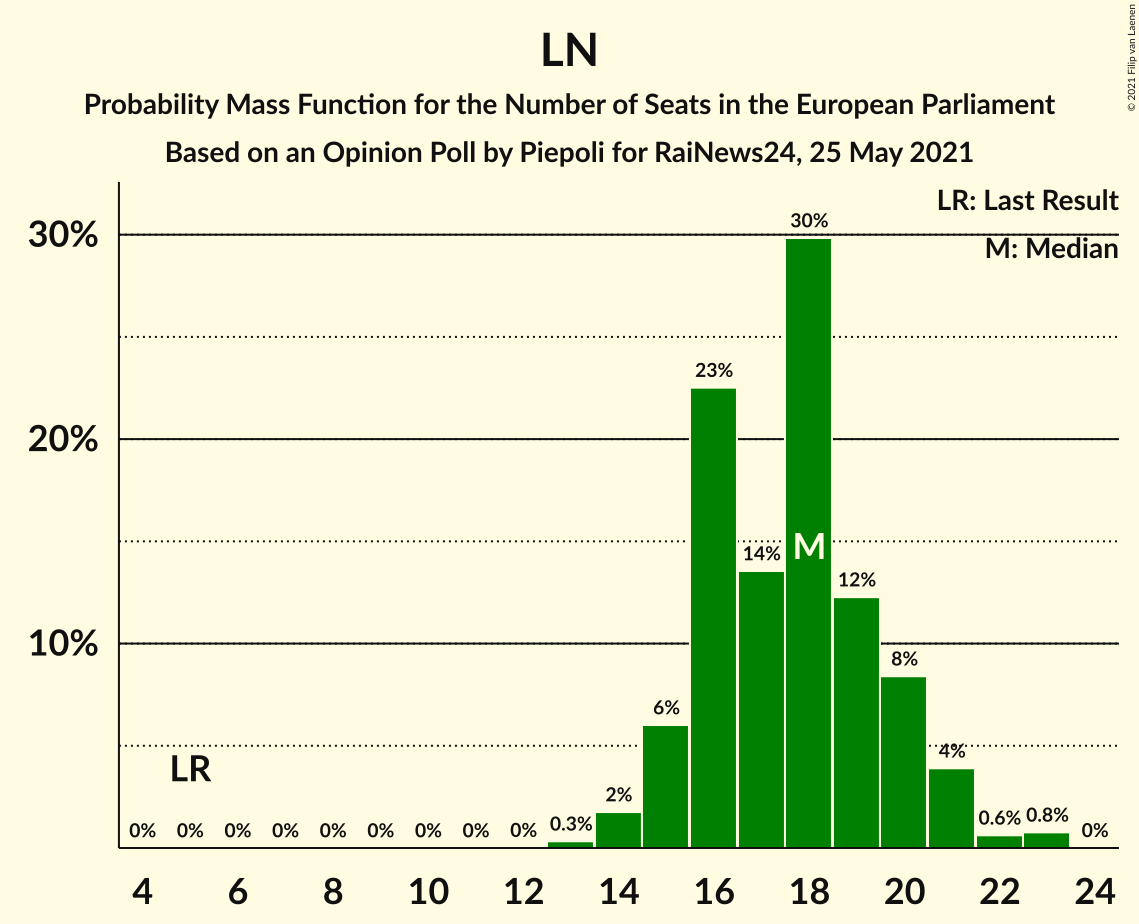 LN
Probability Mass Function for the Number of Seats in the European Parliament
Based on an Opinion Poll by Piepoli for RaiNews24, 25 May 2021
© 2021 Filip van Laenen
LR: Last Result
M: Median
30%
20%
10%
0% 0% 0% 0% 0% 0% 0% 0% 0% 0.3% 2% 6% 23% 14% 30% 12% 8% 4% 0.6% 0.8% 0%
LR
M
4 6 8 10 12 14 16 18 20 22 24